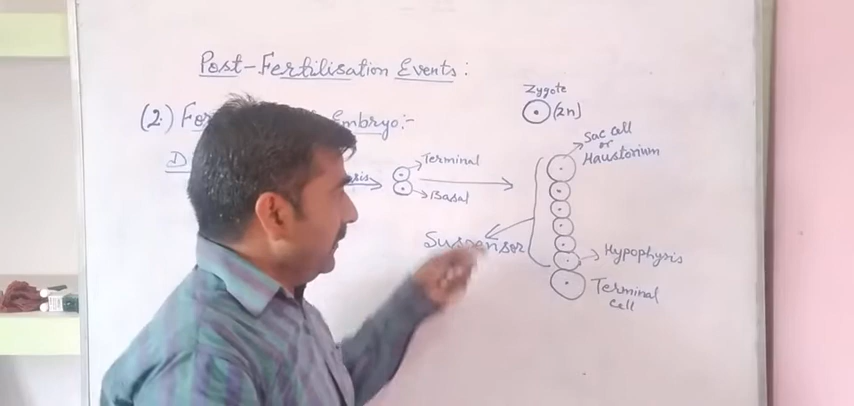 Post-Fertilisation Events:
(2.) Fo Embryo:-
D
Zygote
(2n)
Sac Cell
or
Haustorium
Terminal
Basal
Suspensor
Hypophysis
Terminal
cell